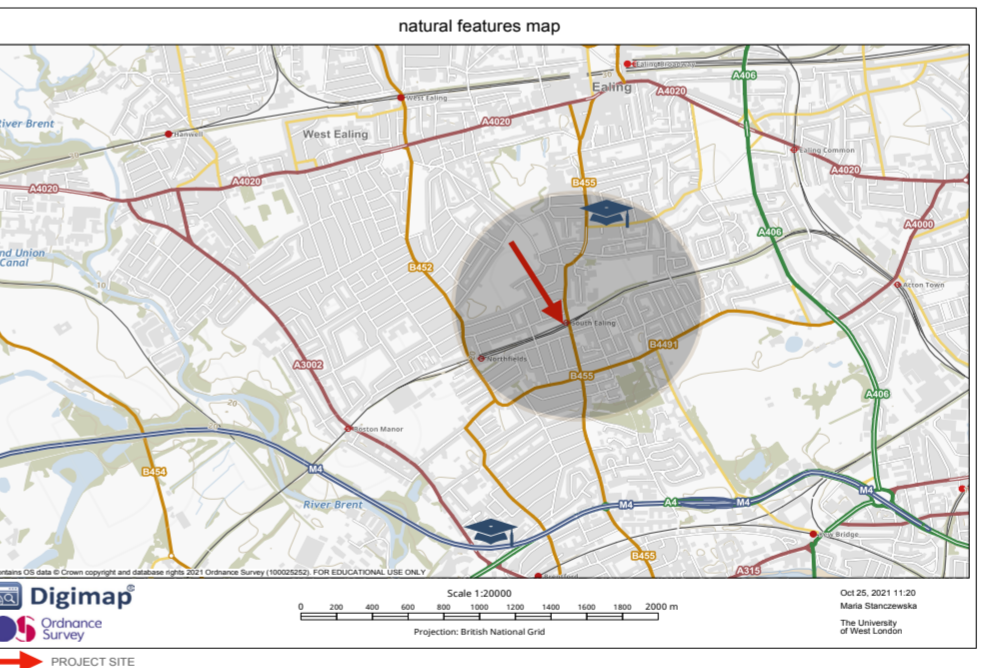 natural features map
Ealing Broadway
A406
A4020
Ealing
West Ealing
A4020
River Brent
Hanwell
West Ealing
Ealing Common
A4020
A4020
A4020
B455
A4000
A406
nd Union
Canal
10
B452
Acton Town
South Ealing
B4491
Northfields
A3002
B455
A406
20
Boston Manor
B454
M4
M4
River Brent
M4
A4
M4
ew Bridge
B455
A315
ontains OS data © Crown copyright and database rights 2021 Ordnance Survey (100025252). FOR EDUCATIONAL USE ONLY
Digimap
Ordnance
Survey
Scale 1:20000
0 200 400 600 800 1000 1200 1400 1600 1800 2000 m
Projection: British National Grid
Oct 25, 2021 11:20
Maria Stanczewska
The University
of West London
PROJECT SITE